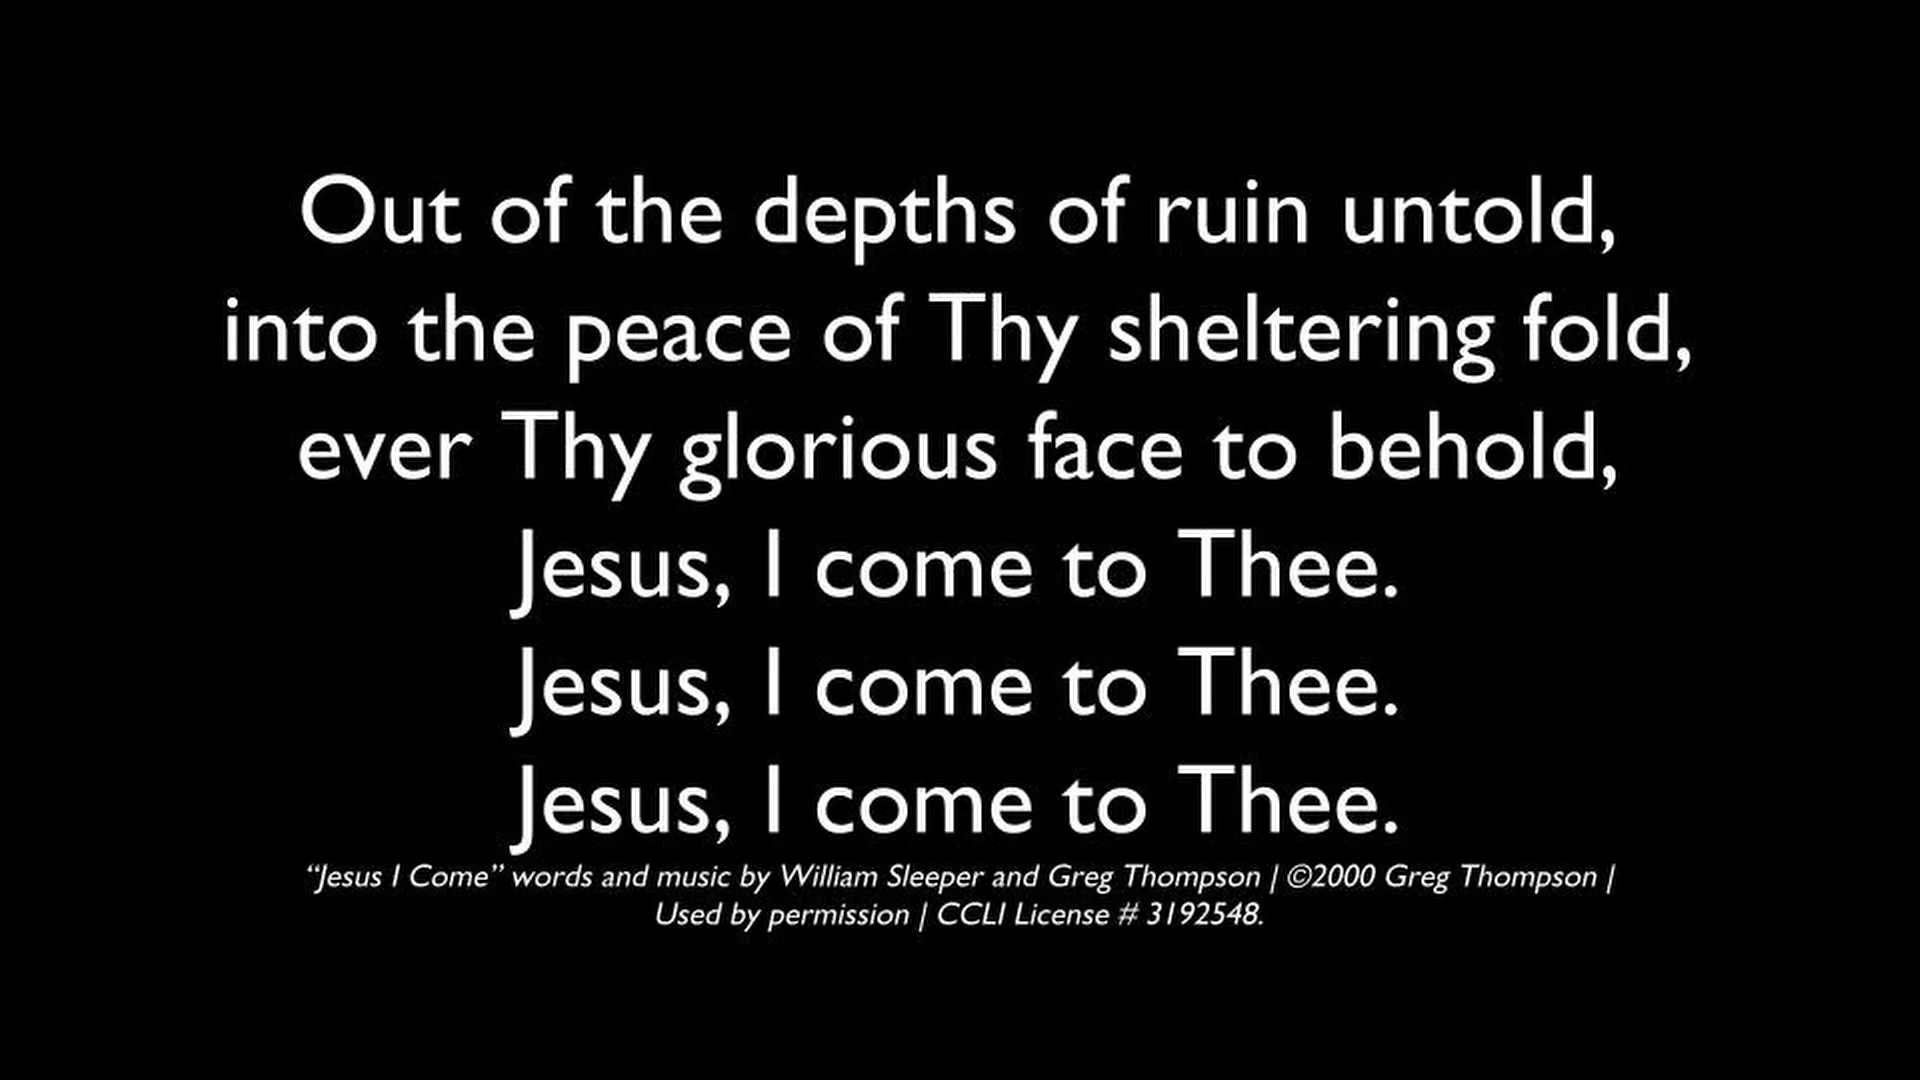 Out of the depths of ruin untold,
into the peace of Thy sheltering fold,
ever Thy glorious face to behold,
Jesus, I come to Thee.
Jesus, I come to Thee.
Jesus, I come to Thee.
“Jesus I Come” words and music by William Sleeper and Greg Thompson | ©2000 Greg Thompson |
Used by permission | CCLI License # 3192548.